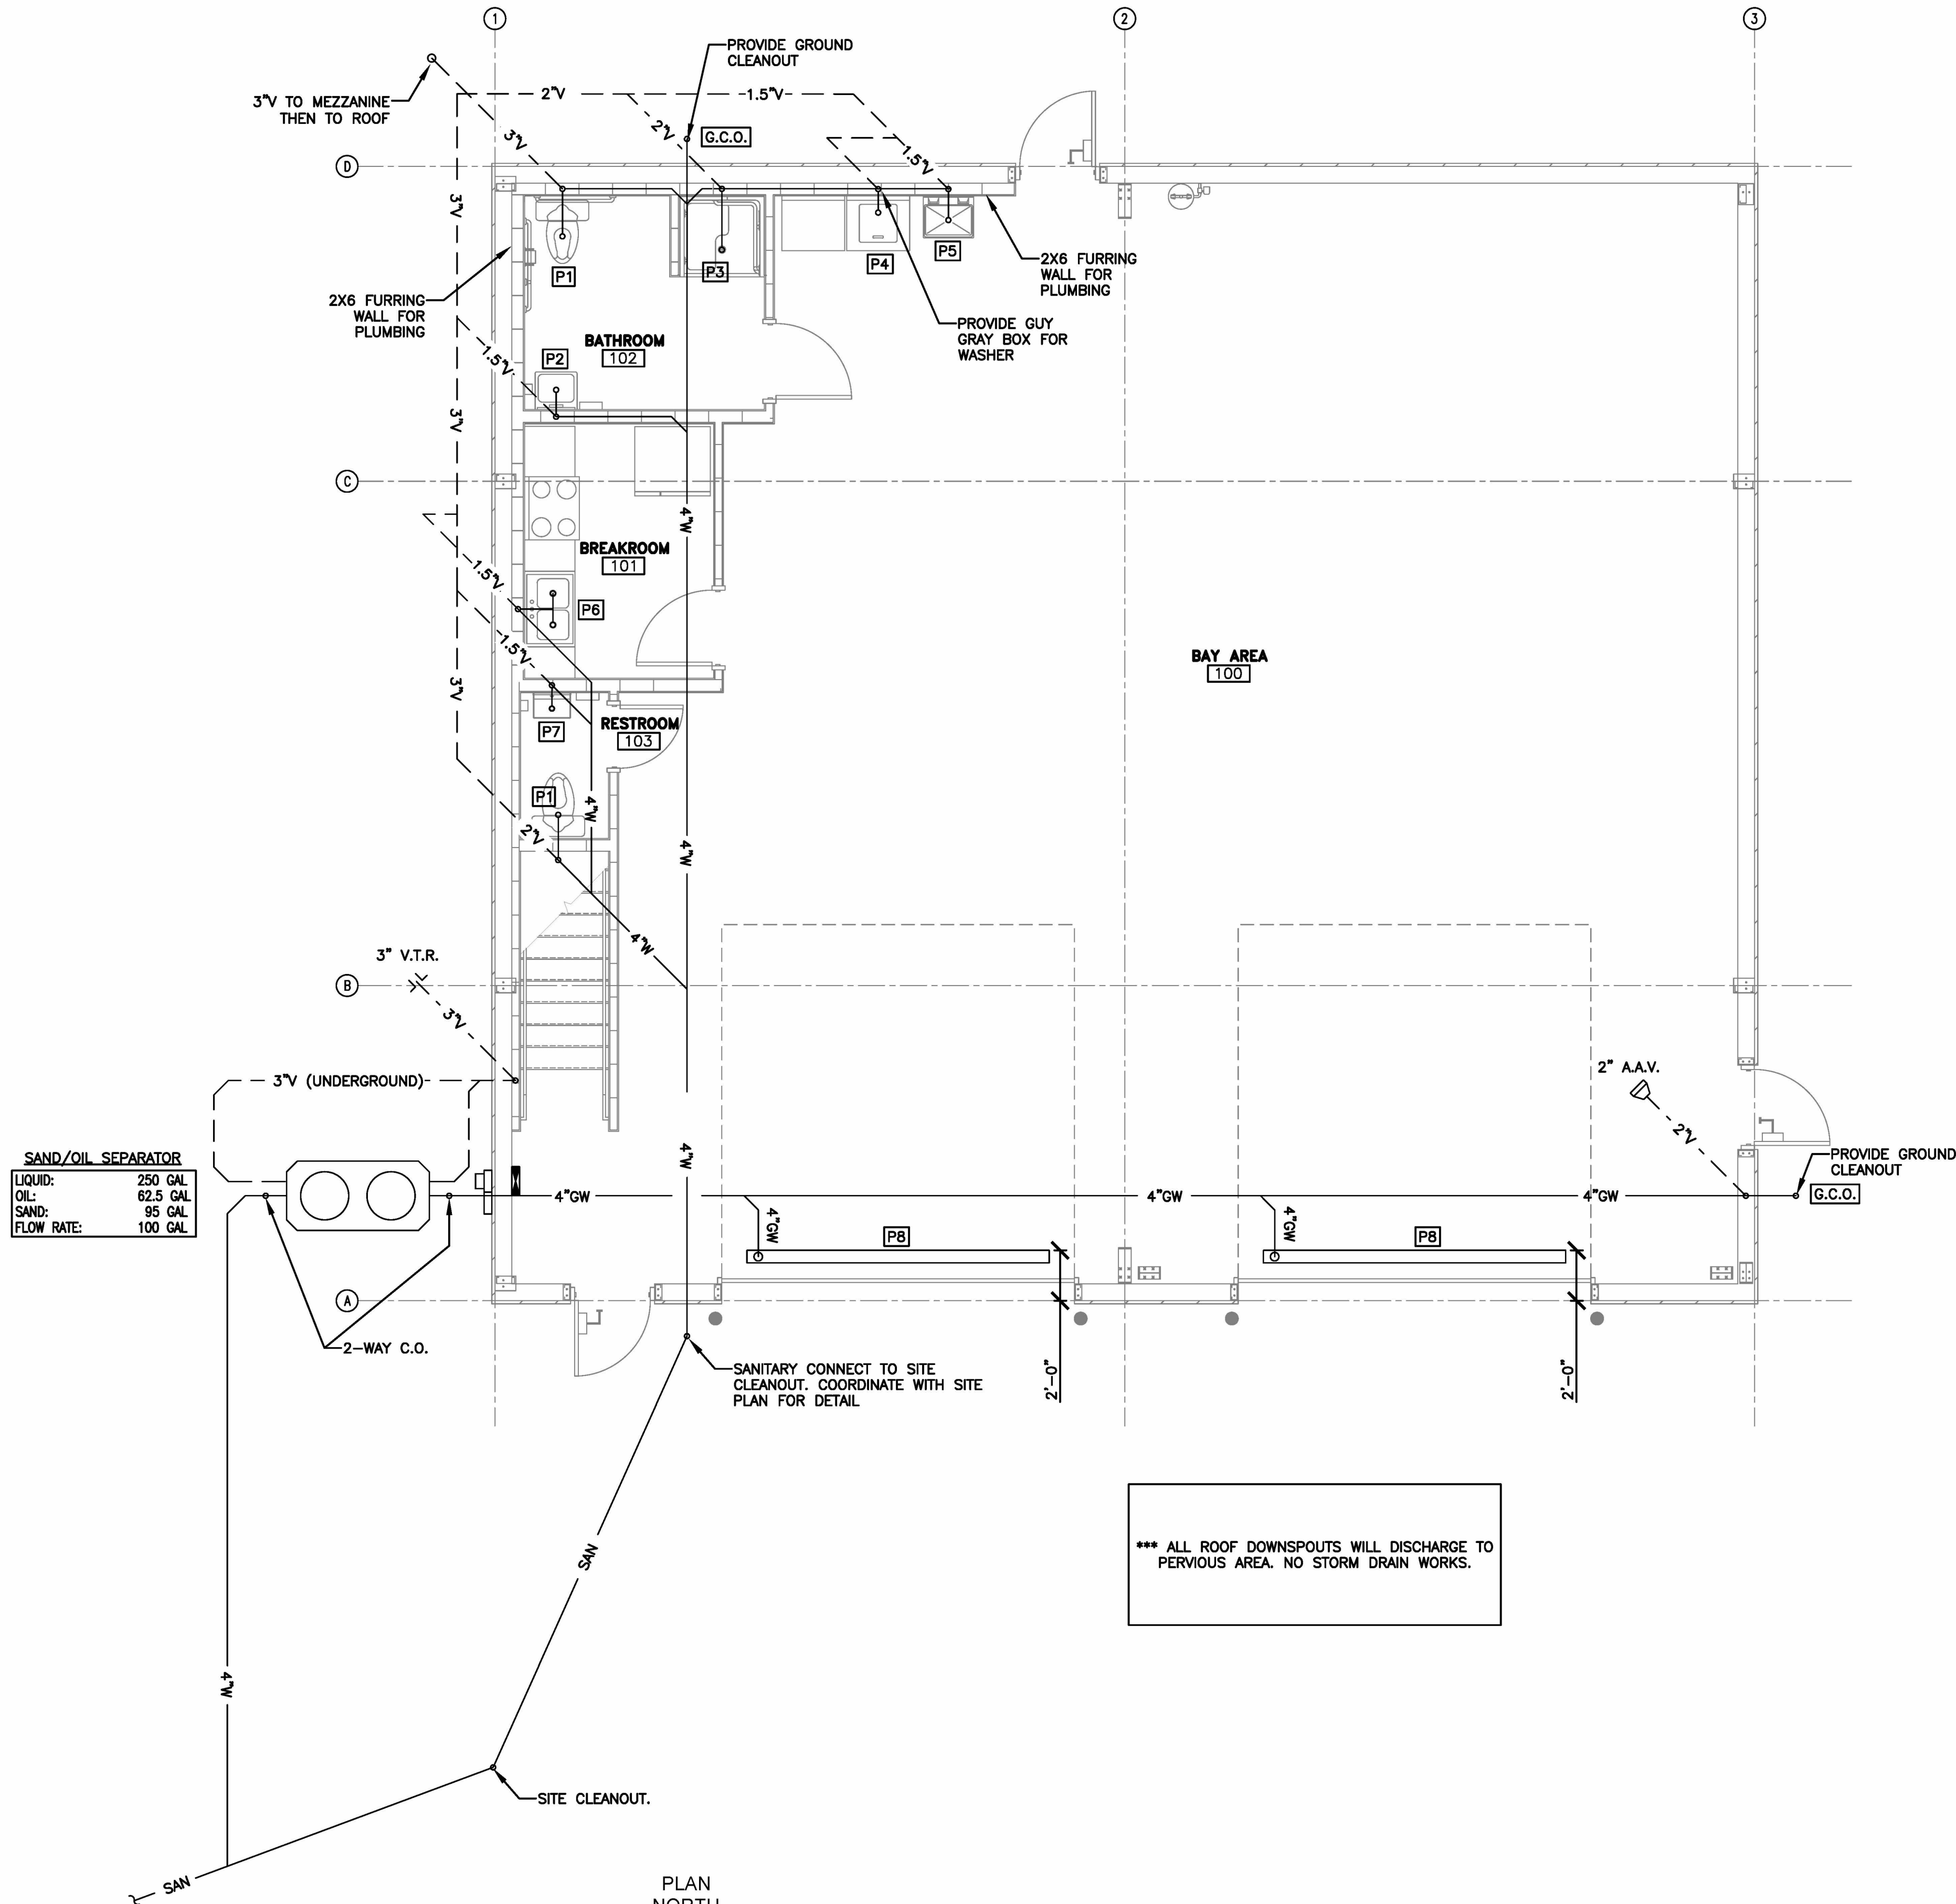 1
2
3
PROVIDE GROUND
CLEANOUT
3"V TO MEZZANINE
THEN TO ROOF
2"V
1.5"V
3"V
2"V
G.C.O.
1.5"V
D
3"V
P1
P3
P4
P5
2X6 FURRING
WALL FOR
PLUMBING
2X6 FURRING
WALL FOR
PLUMBING
PROVIDE GUY
GRAY BOX FOR
WASHER
BATHROOM
102
1.5"V
P2
3"V
C
4"W
BREAKROOM
101
1.5"V
P6
1.5"V
BAY AREA
100
3"V
P7
RESTROOM
103
P1
4"W
2"V
4"W
4"W
3" V.T.R.
B
3"V
3"V (UNDERGROUND)
2" A.A.V.
2"V
4"W
SAND/OIL SEPARATOR
LIQUID: 250 GAL
OIL: 62.5 GAL
SAND: 95 GAL
FLOW RATE: 100 GAL
PROVIDE GROUND
CLEANOUT
G.C.O.
4"GW
4"GW
4"GW
4"GW
4"GW
P8
P8
A
2-WAY C.O.
2'-0"
2'-0"
SANITARY CONNECT TO SITE
CLEANOUT. COORDINATE WITH SITE
PLAN FOR DETAIL
SAN
*** ALL ROOF DOWNSPOUTS WILL DISCHARGE TO
PERVIOUS AREA. NO STORM DRAIN WORKS.
4"W
SITE CLEANOUT.
SAN
PLAN
NORTH